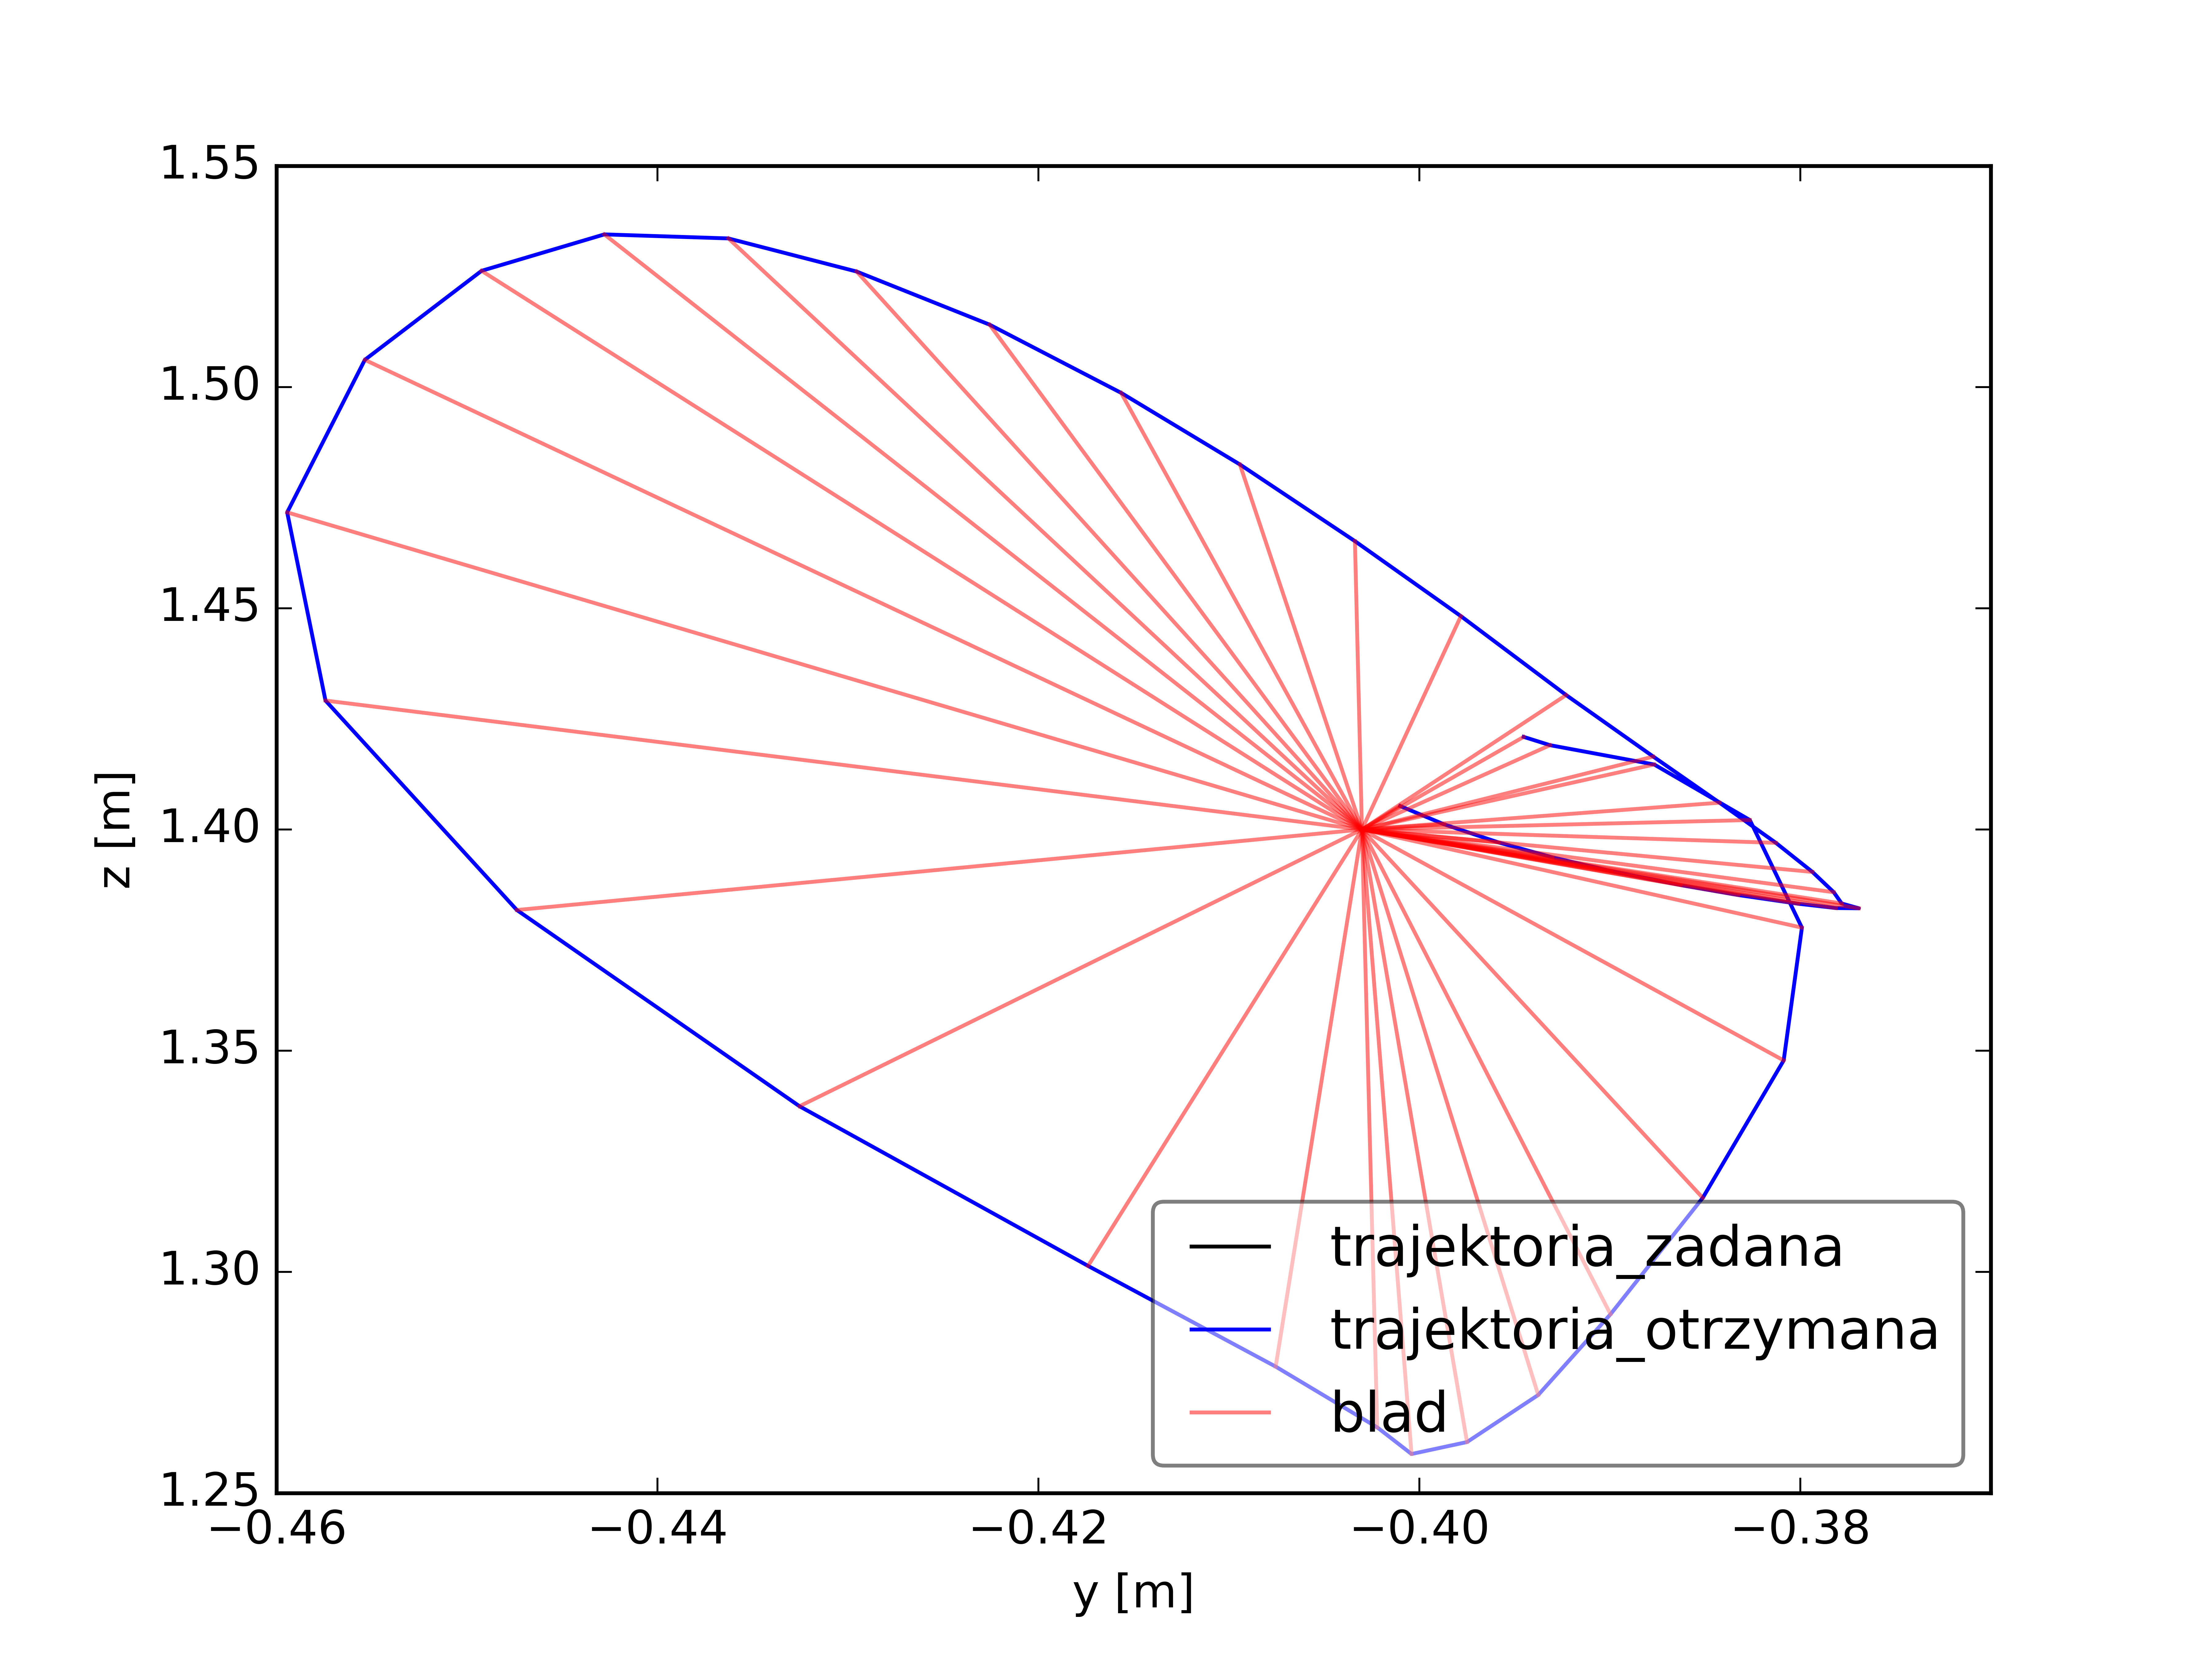 1.55
1.50
1.45
1.40
1.35
1.30
1.25
z [m]
−0.46
−0.44
−0.42
−0.40
−0.38
y [m]
trajektoria_zadana
trajektoria_otrzymana
blad